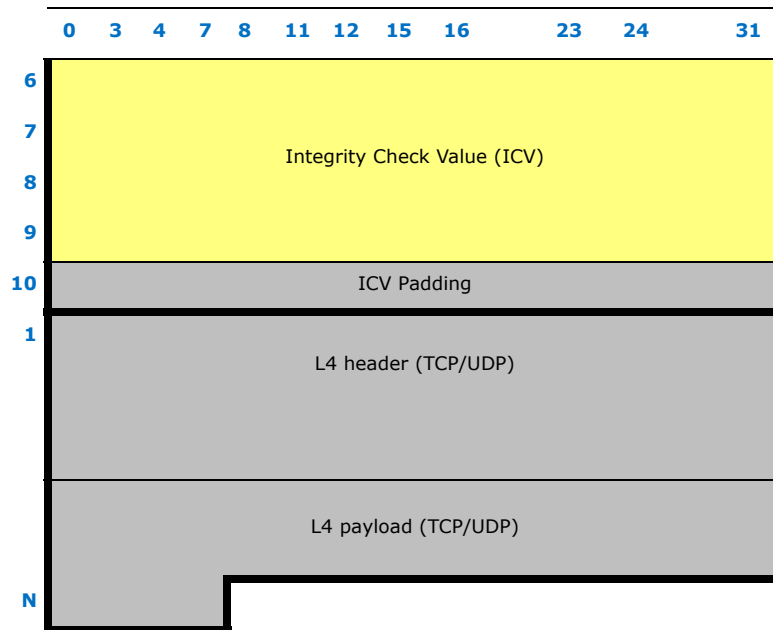 0 3 4 7 8 11 12 15 16 23 24 31
6
7
Integrity Check Value (ICV)
8
9
10 ICV Padding
1
L4 header (TCP/UDP)
L4 payload (TCP/UDP)
N